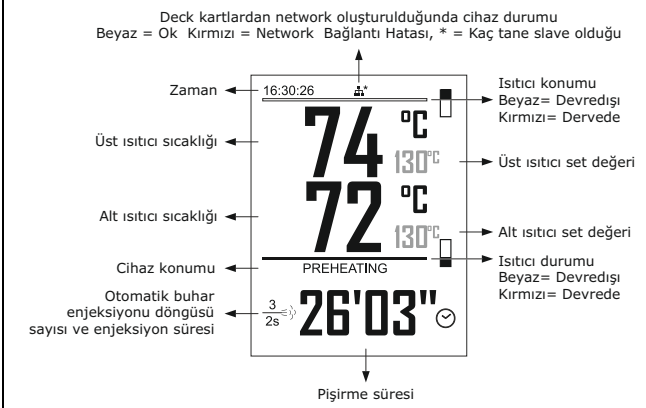 Deck kartlardan network oluşturulduğunda cihaz durumu
Beyaz = Ok Kırmızı = Network Bağlantı Hatası, * = Kaç tane slave olduğu
Zaman
16:30:26
*
Isıtıcı konumu
Beyaz= Devredışı
Kırmızı= Dervede
74 °C
Üst ısıtıcı sıcaklığı
130°C
Üst ısıtıcı set değeri
72 °C
Alt ısıtıcı sıcaklığı
130°C
Alt ısıtıcı set değeri
Cihaz konumu
PREHEATING
Isıtıcı durumu
Beyaz= Devredışı
Kırmızı= Devrede
Otomatik buhar
enjeksiyonu döngüsü
sayısı ve enjeksiyon süresi
3
2s
26'03"
Pişirme süresi